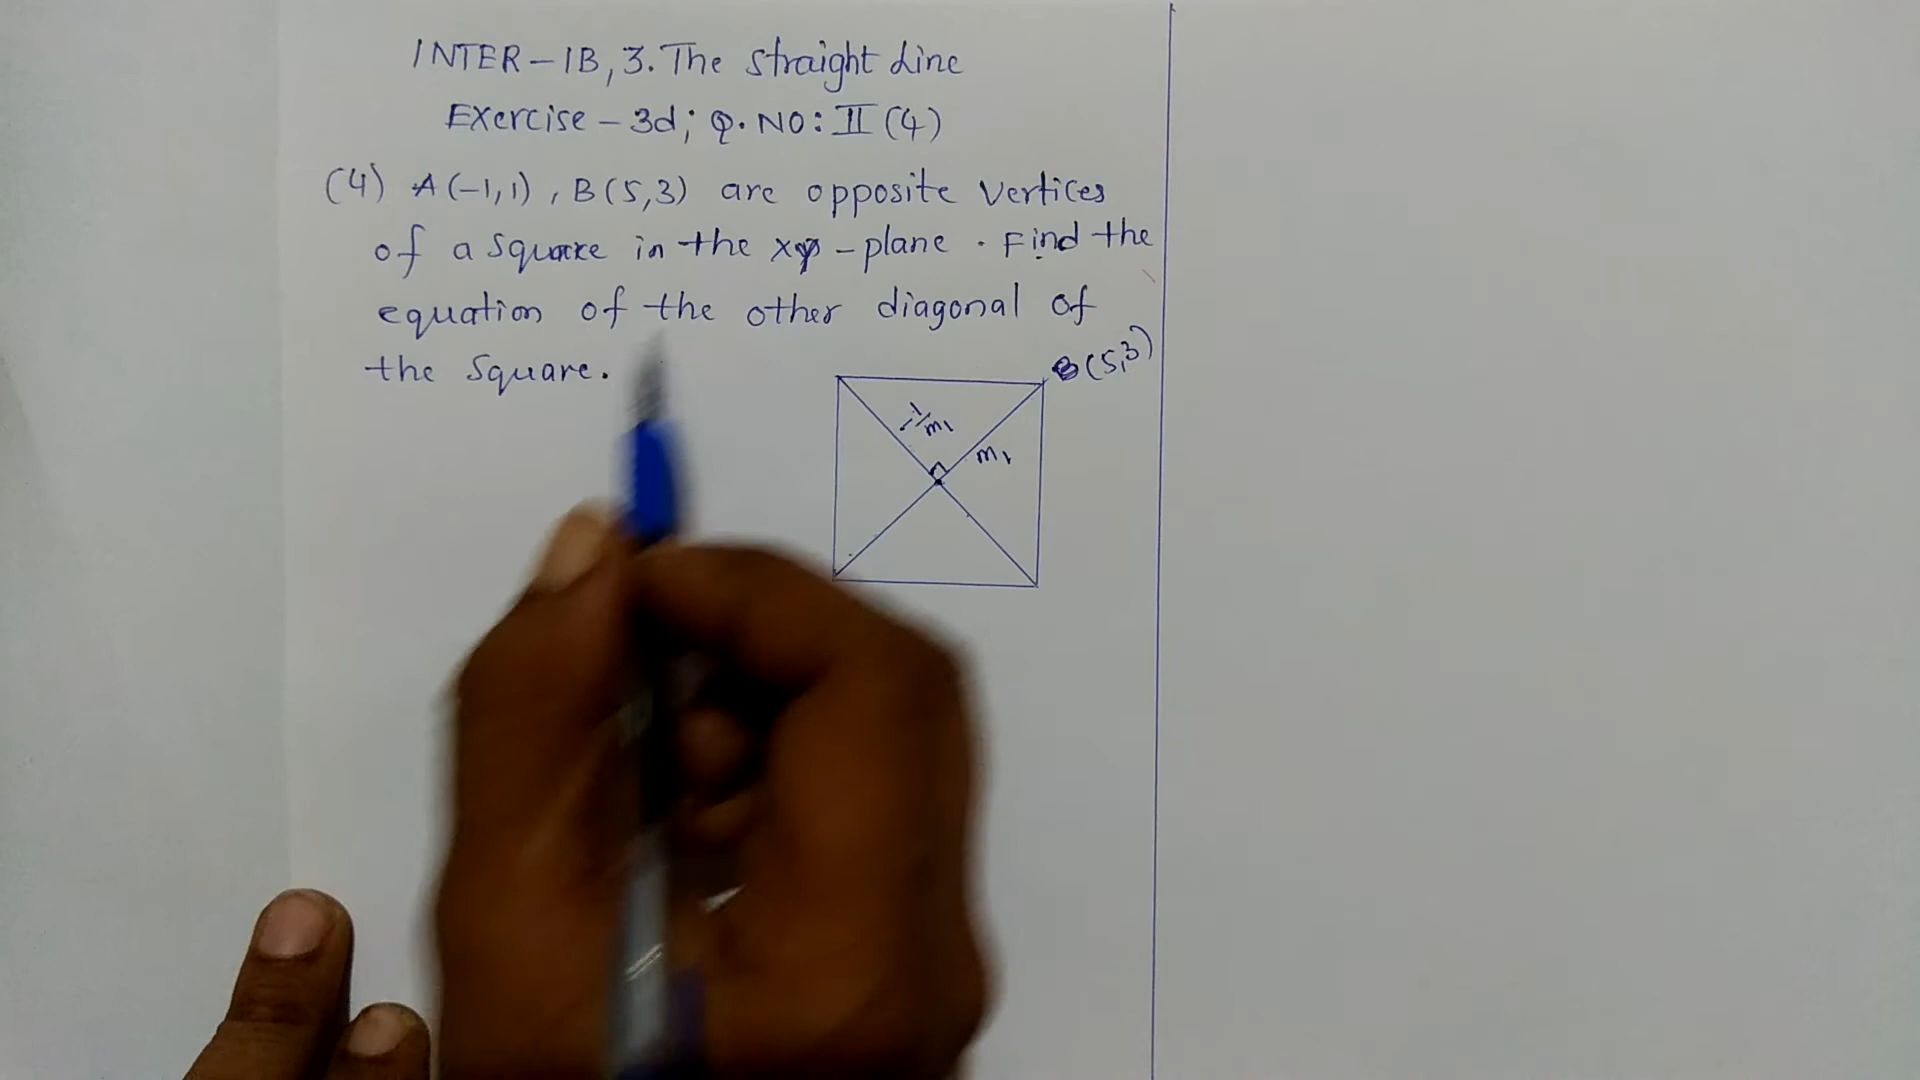 INTER-IB, 3. The straight Line
Exercise - 3d; Q. NO: II (4)
(4) A(-1,1), B(5,3) are opposite vertices
of a square in the xy-plane. Find the
equation of the other diagonal of
the square.
B(5,3)
-1/m₁
m₁